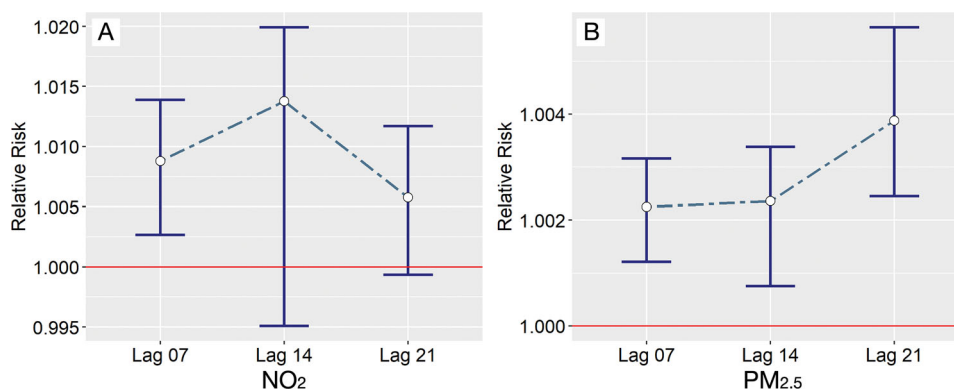 A
Relative Risk
1.020
1.015
1.010
1.005
1.000
0.995
Lag 07
Lag 14
Lag 21
NO2
B
Relative Risk
1.004
1.002
1.000
Lag 07
Lag 14
Lag 21
PM2.5